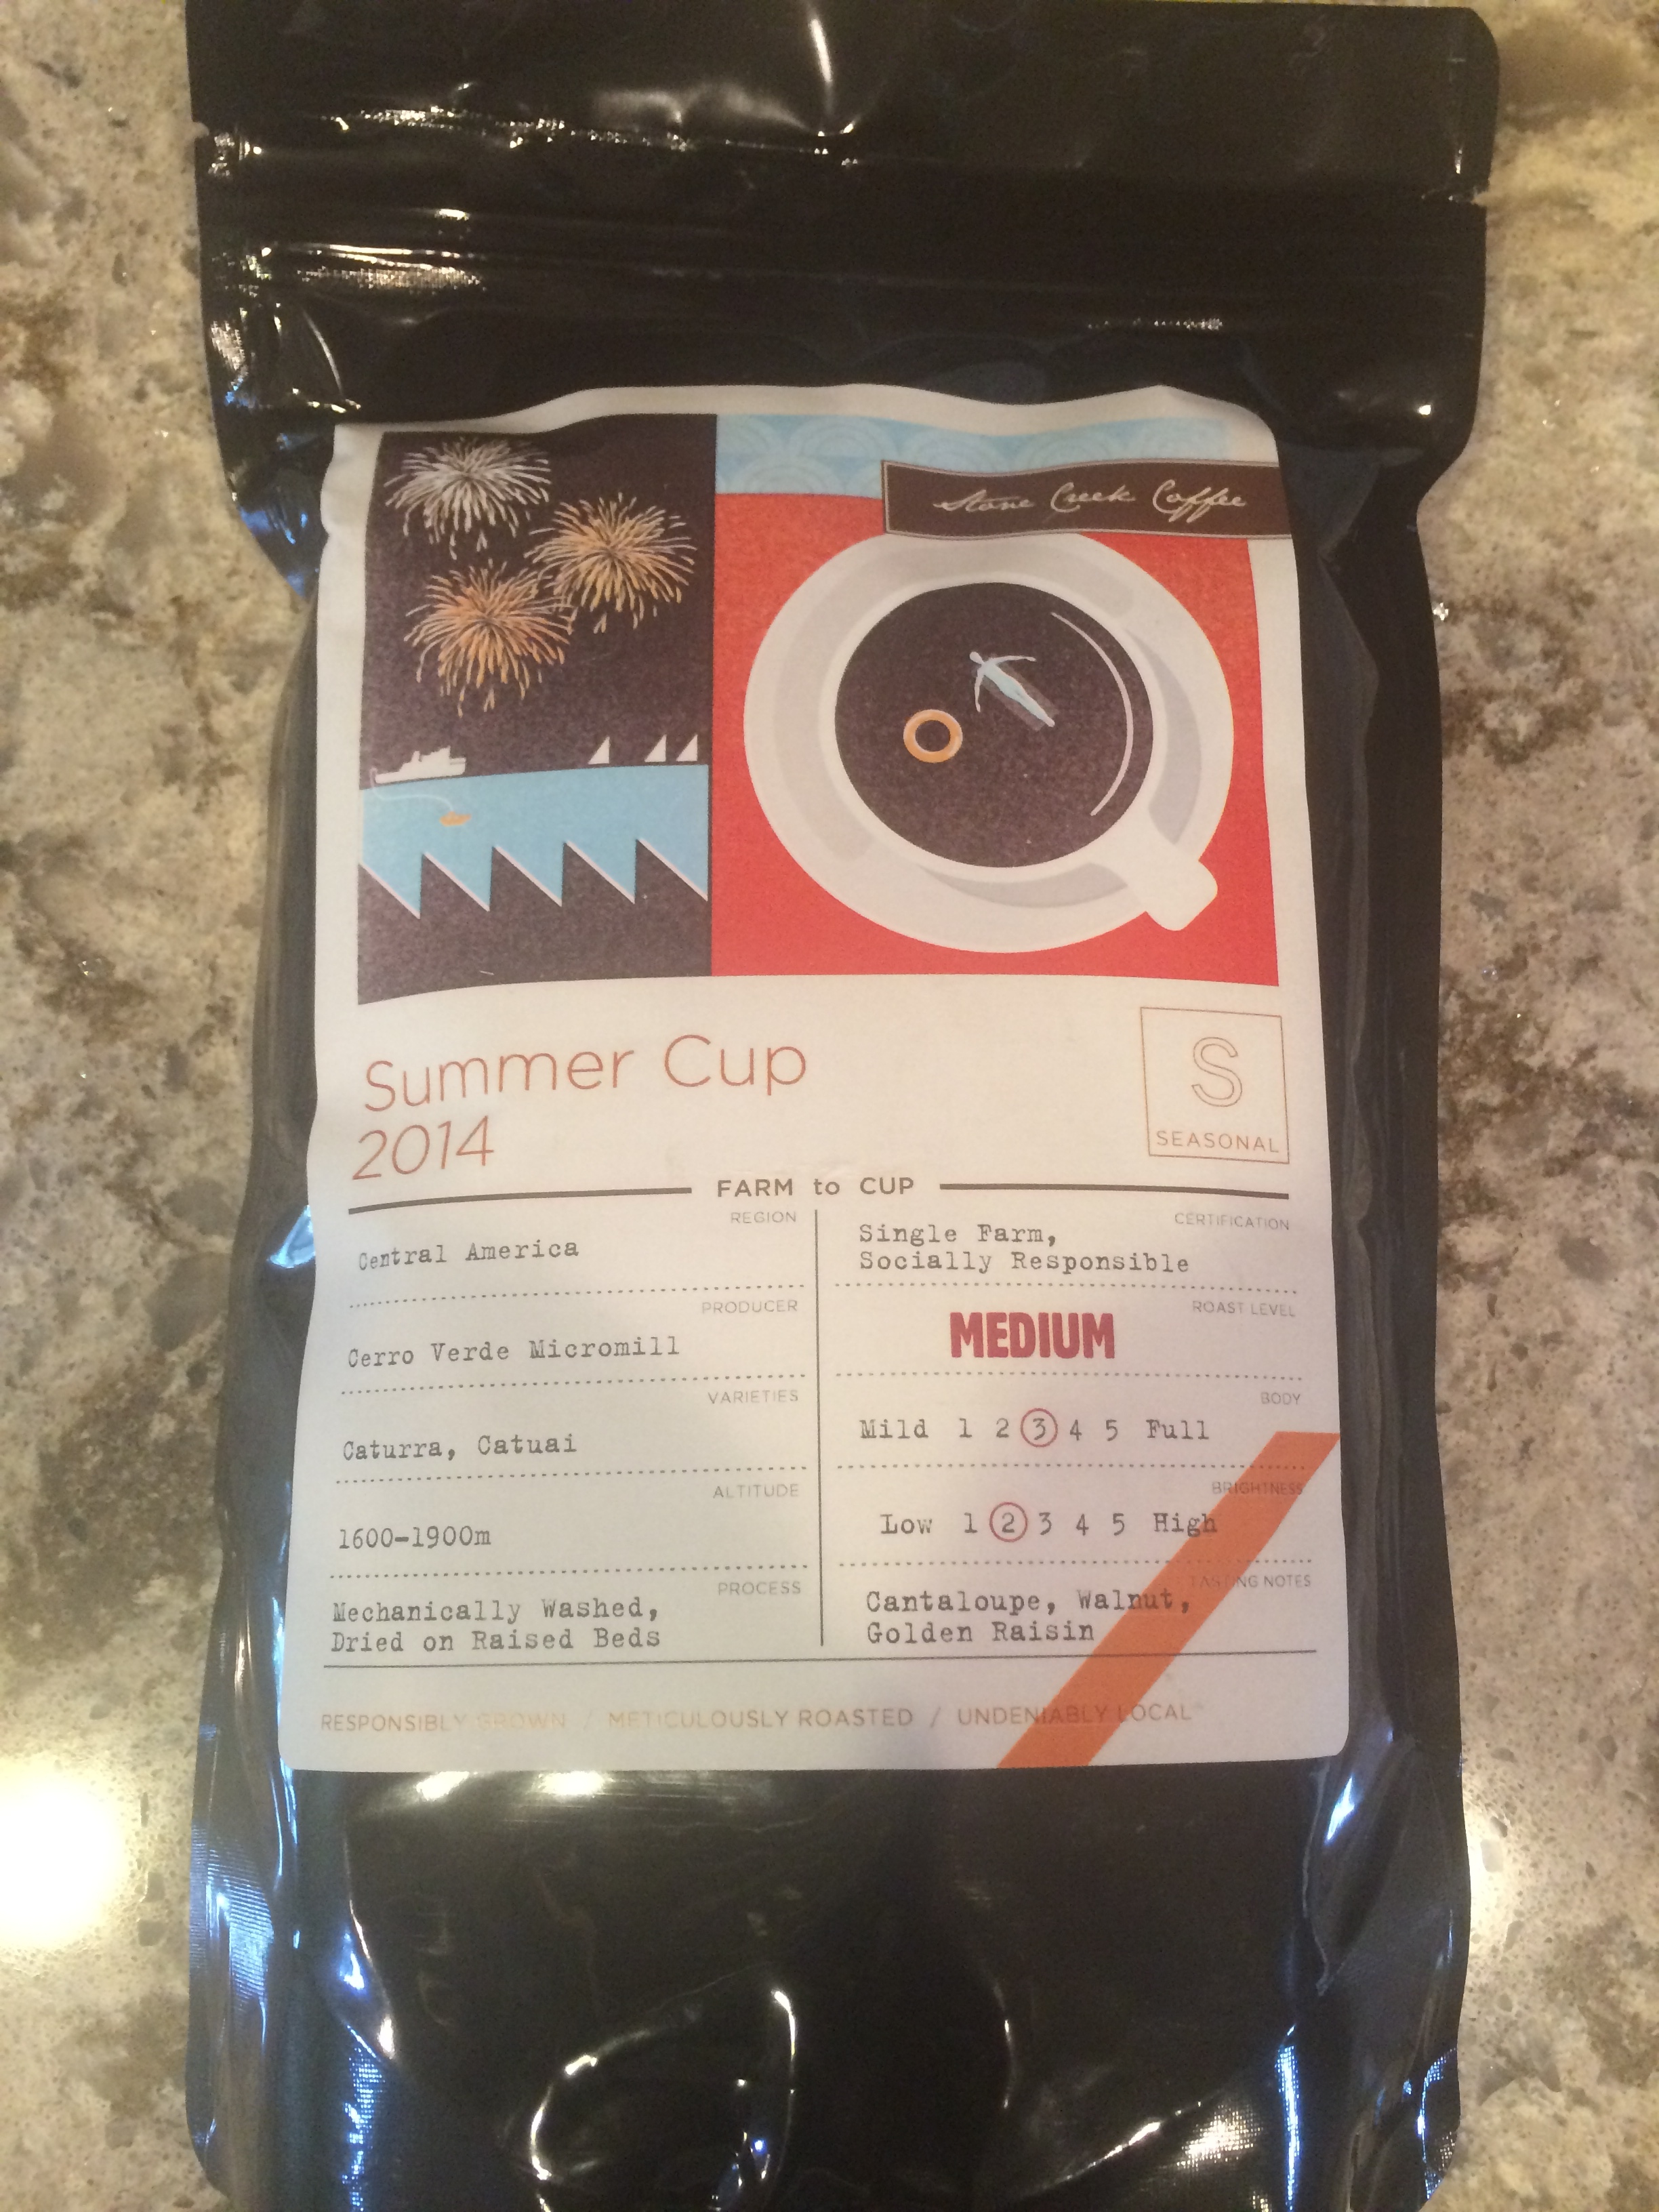 Stone Creek Coffee
Summer Cup
2014
S
SEASONAL
FARM to CUP
REGION
Central America
PRODUCER
Cerro Verde Micromill
VARIETIES
Caturra, Catuai
ALTITUDE
1600-1900m
PROCESS
Mechanically Washed,
Dried on Raised Beds
CERTIFICATION
Single Farm,
Socially Responsible
ROAST LEVEL
MEDIUM
BODY
Mild 1 2 3 4 5 Full
BRIGHTNESS
Low 1 2 3 4 5 High
TASTING NOTES
Cantaloupe, Walnut,
Golden Raisin
RESPONSIBLY GROWN / METICULOUSLY ROASTED / UNDENIABLY LOCAL